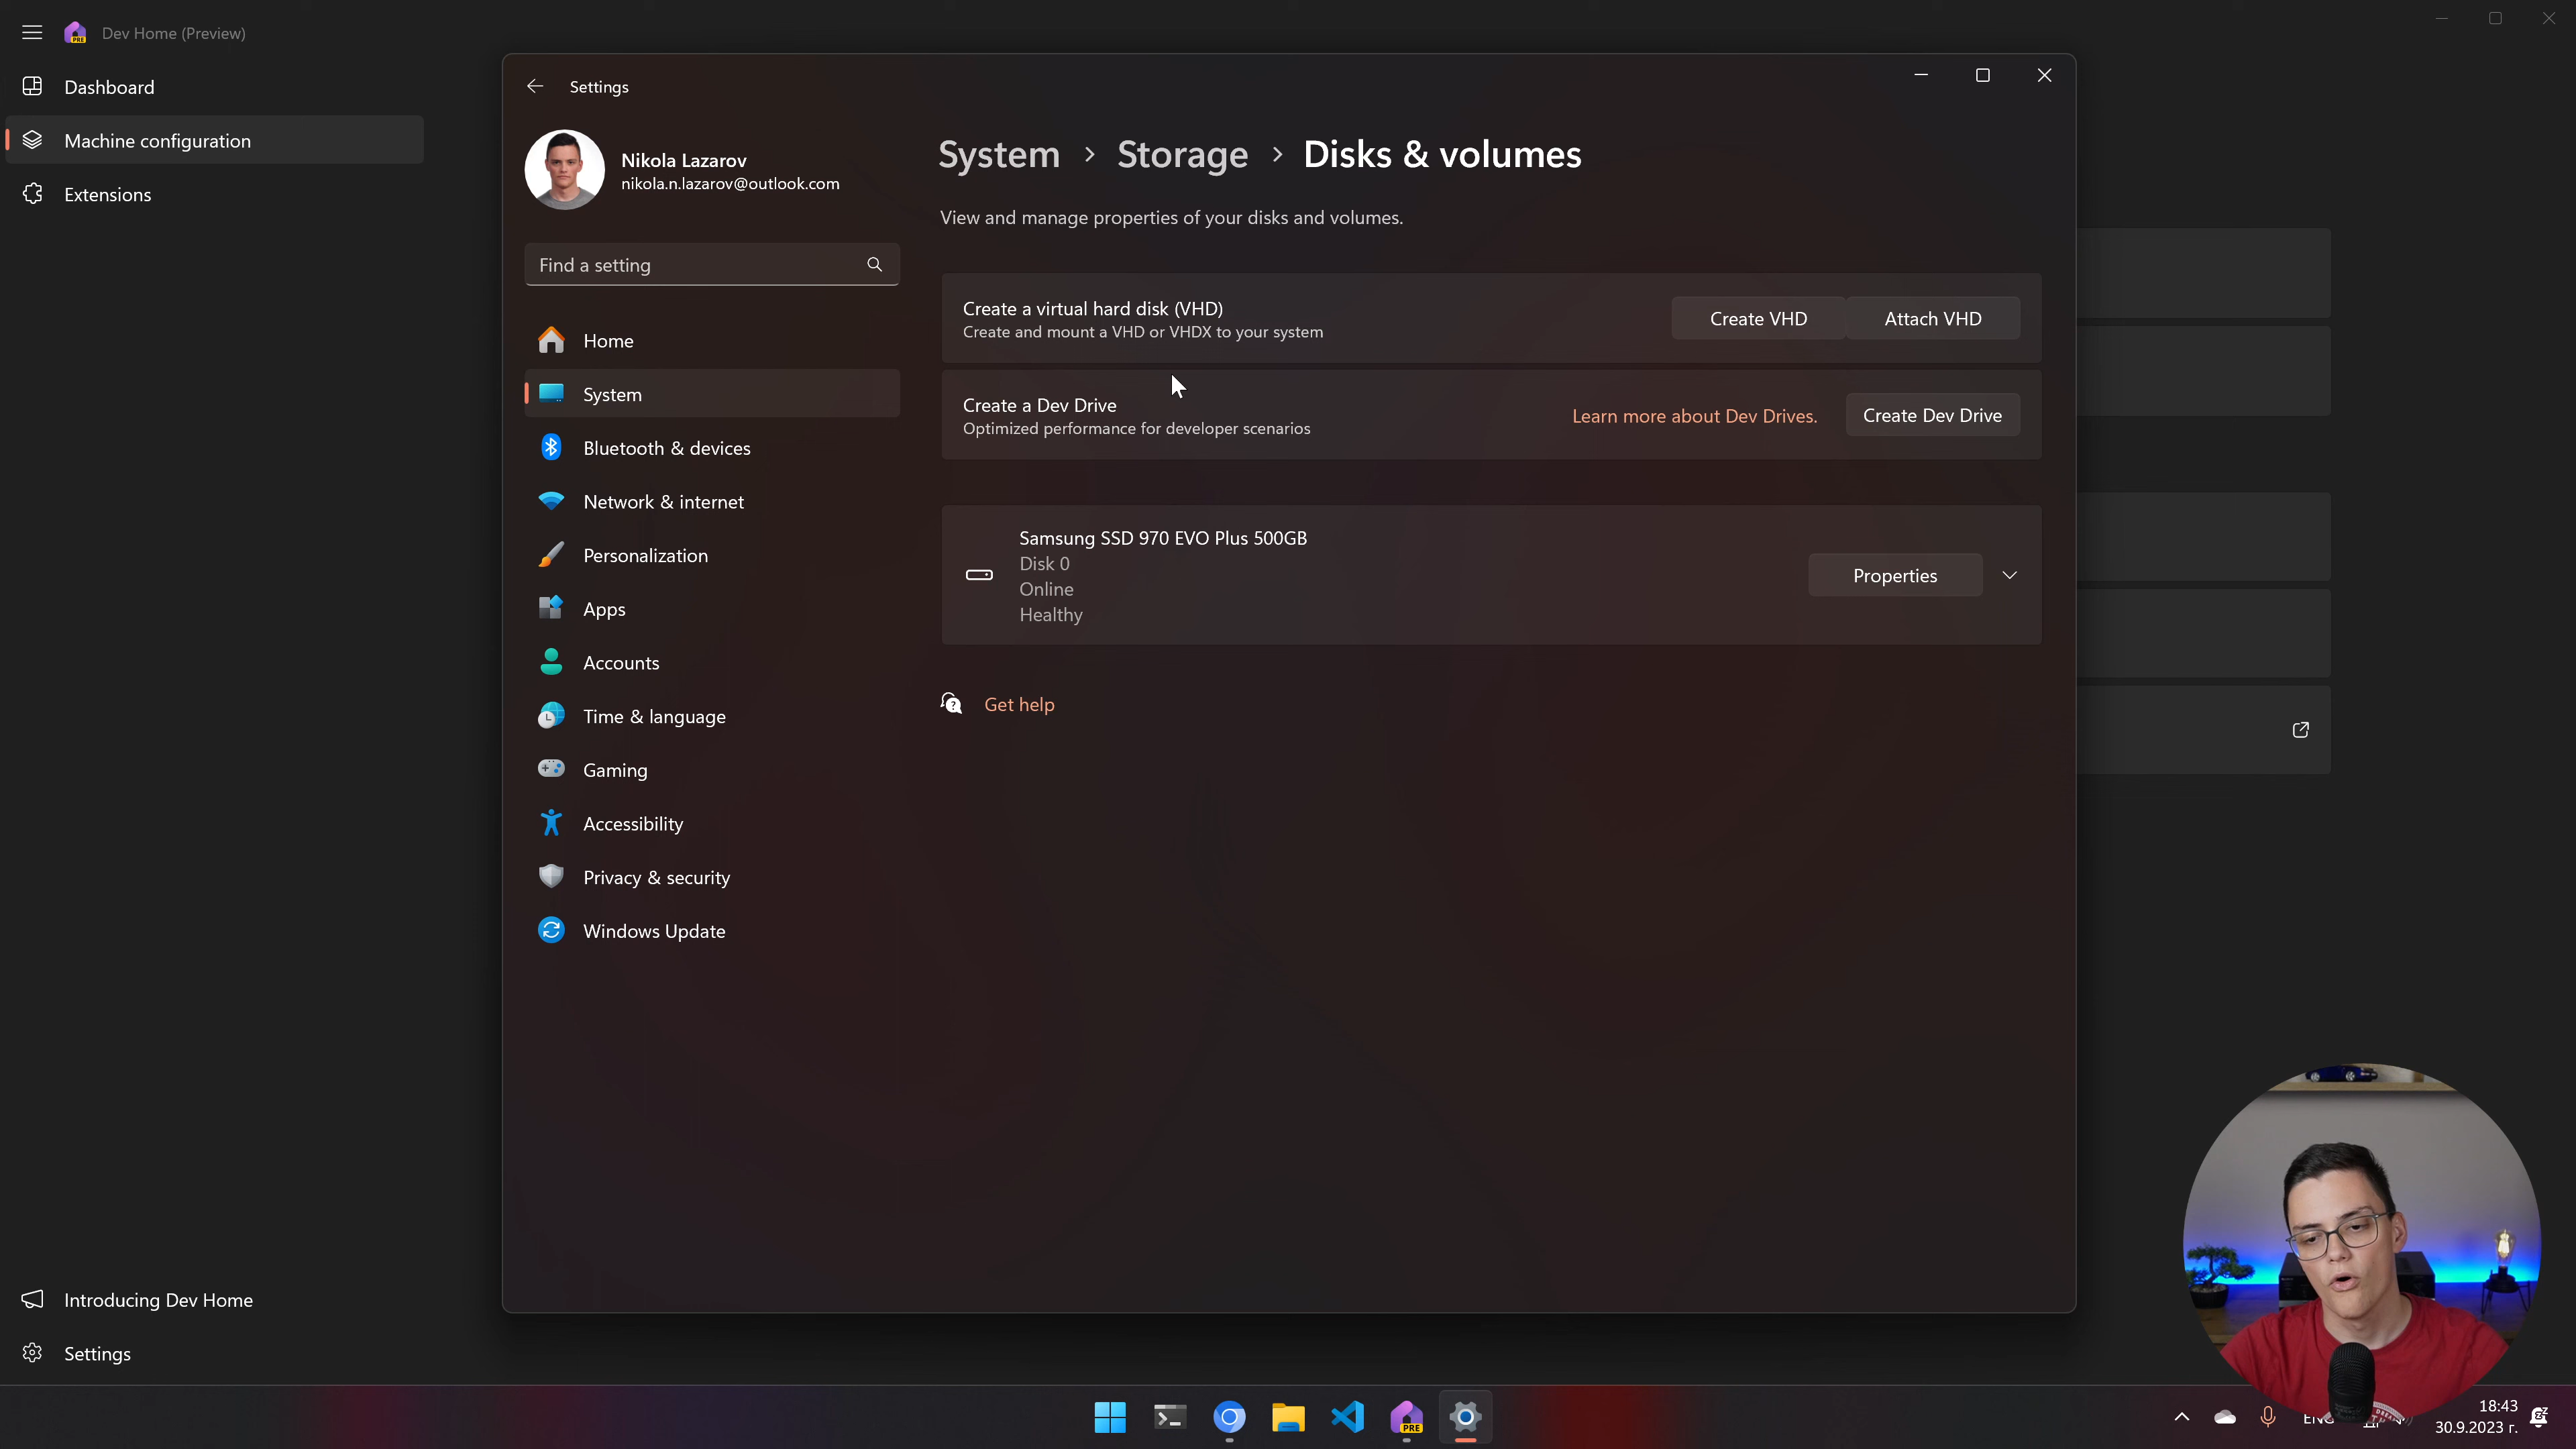 Dev Home (Preview)
Dashboard
Machine configuration
Extensions
Introducing Dev Home
Settings
Settings
Nikola Lazarov
nikola.n.lazarov@outlook.com
Find a setting
Home
System
Bluetooth & devices
Network & internet
Personalization
Apps
Accounts
Time & language
Gaming
Accessibility
Privacy & security
Windows Update
System > Storage > Disks & volumes
View and manage properties of your disks and volumes.
Create a virtual hard disk (VHD)
Create and mount a VHD or VHDX to your system
Create VHD
Attach VHD
Create a Dev Drive
Optimized performance for developer scenarios
Learn more about Dev Drives.
Create Dev Drive
Samsung SSD 970 EVO Plus 500GB
Disk 0
Online
Healthy
Properties
Get help
PRE
PRE
18:43
30.9.2023 г.